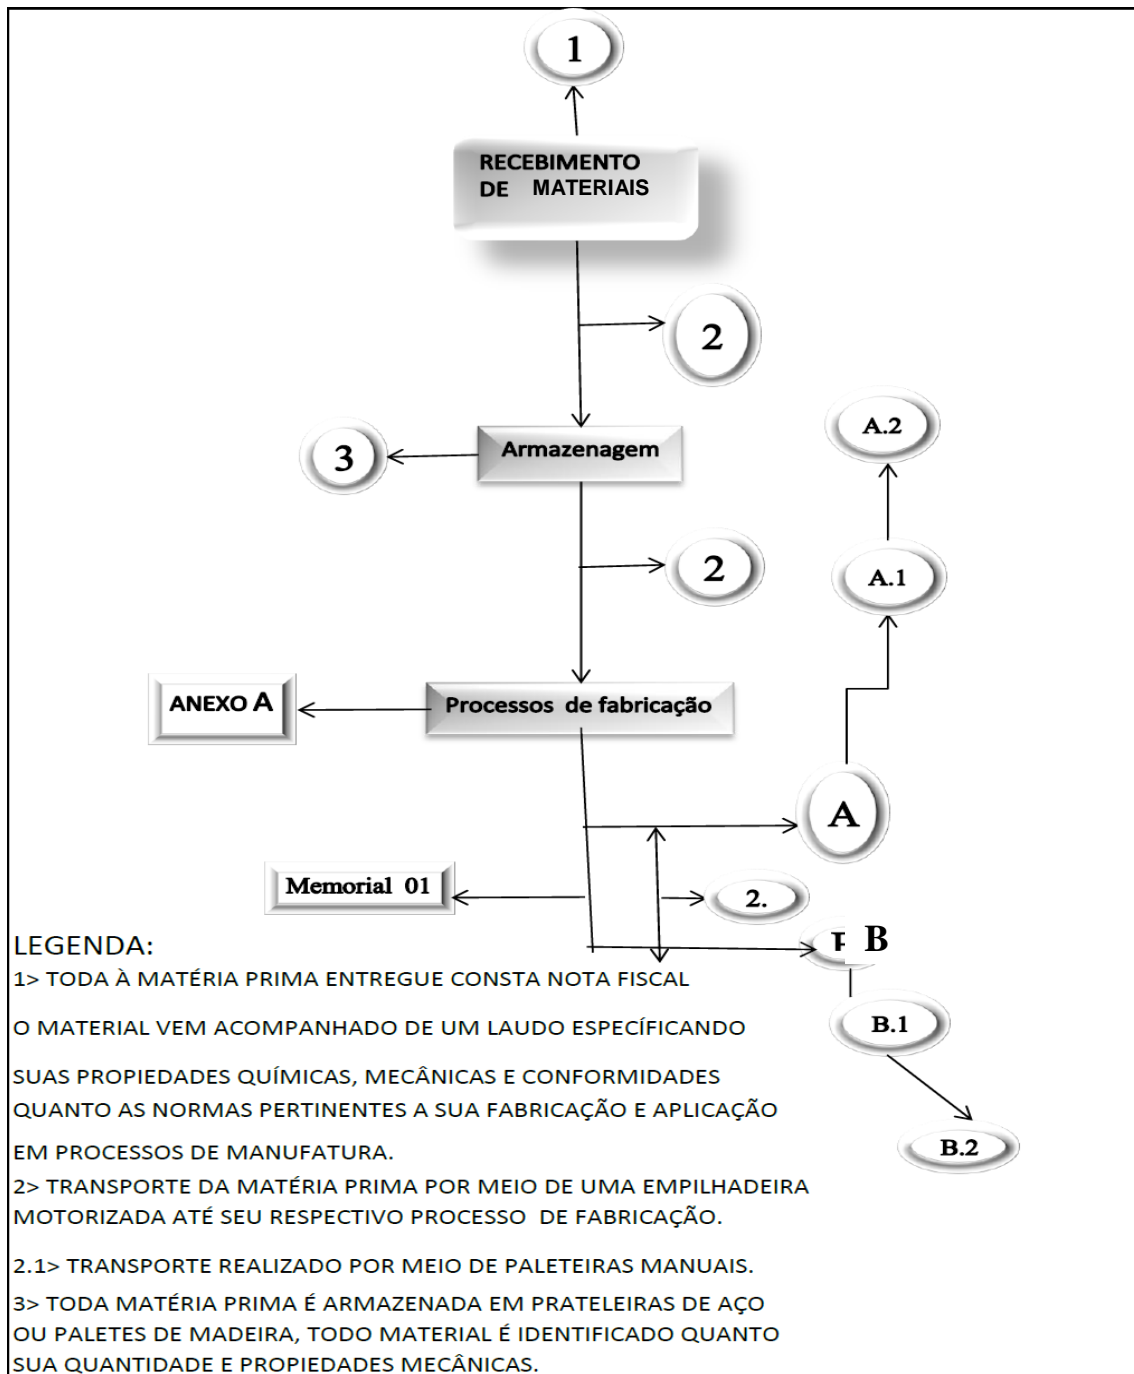 1
RECEBIMENTO
DE MATERIAIS
2
A.2
Armazenagem
3
2
A.1
ANEXO A
Processos de fabricação
A
Memorial 01
2.
B
LEGENDA:
1> TODA À MATÉRIA PRIMA ENTREGUE CONSTA NOTA FISCAL
O MATERIAL VEM ACOMPANHADO DE UM LAUDO ESPECÍFICANDO
B.1
SUAS PROPIEDADES QUÍMICAS, MECÂNICAS E CONFORMIDADES
QUANTO AS NORMAS PERTINENTES A SUA FABRICAÇÃO E APLICAÇÃO
EM PROCESSOS DE MANUFATURA.
B.2
2> TRANSPORTE DA MATÉRIA PRIMA POR MEIO DE UMA EMPILHADEIRA
MOTORIZADA ATÉ SEU RESPECTIVO PROCESSO DE FABRICAÇÃO.
2.1> TRANSPORTE REALIZADO POR MEIO DE PALETEIRAS MANUAIS.
3> TODA MATÉRIA PRIMA É ARMAZENADA EM PRATELEIRAS DE AÇO
OU PALETES DE MADEIRA, TODO MATERIAL É IDENTIFICADO QUANTO
SUA QUANTIDADE E PROPIEDADES MECÂNICAS.